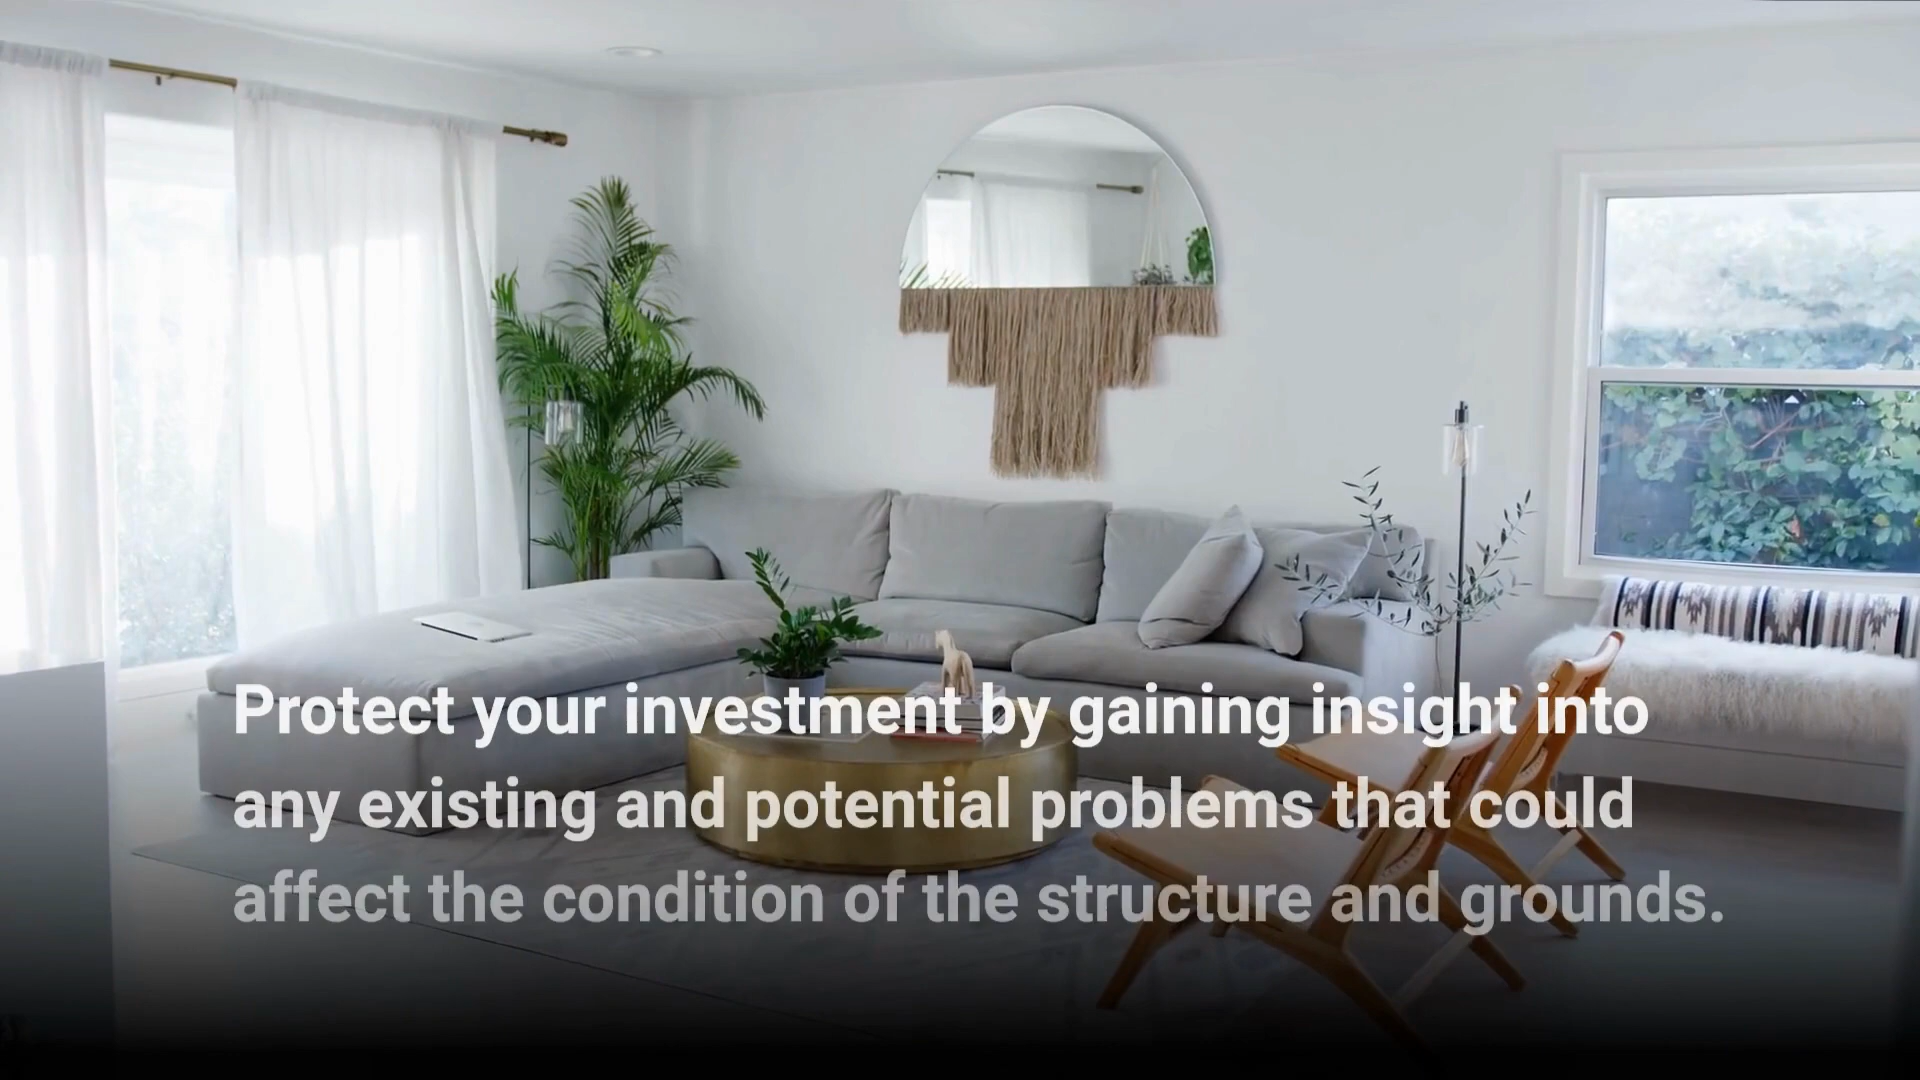 Protect your investment by gaining insight into
any existing and potential problems that could
affect the condition of the structure and grounds.